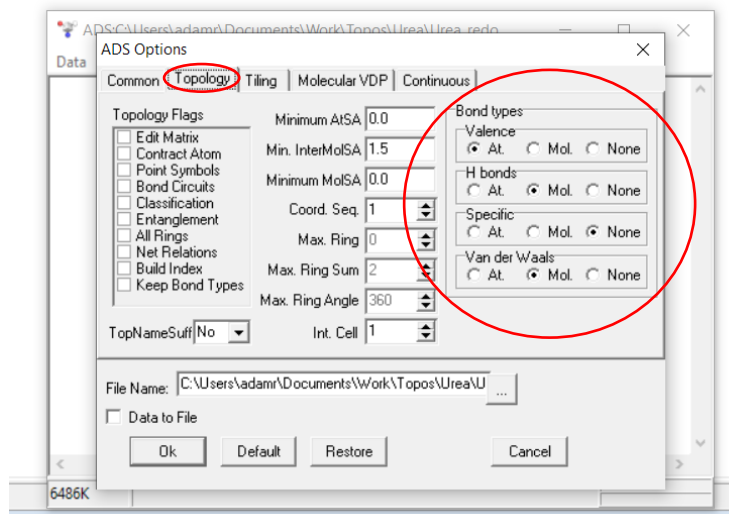 ADS:C:\Users\adamr\Documents\Work\Topos\Urea\Urea_redo
Data
ADS Options
Common Topology Tiling Molecular VDP Continuous
Topology Flags
Edit Matrix
Contract Atom
Point Symbols
Bond Circuits
Classification
Entanglement
All Rings
Net Relations
Build Index
Keep Bond Types
TopNameSuff No
Minimum AtSA 0.0
Min. InterMolSA 1.5
Minimum MolSA 0.0
Coord. Seq. 1
Max. Ring 0
Max. Ring Sum 2
Max. Ring Angle 360
Int. Cell 1
Bond types
Valence
At. Mol. None
H bonds
At. Mol. None
Specific
At. Mol. None
Van der Waals
At. Mol. None
File Name: C:\Users\adamr\Documents\Work\Topos\Urea\U ...
Data to File
Ok Default Restore Cancel
6486K